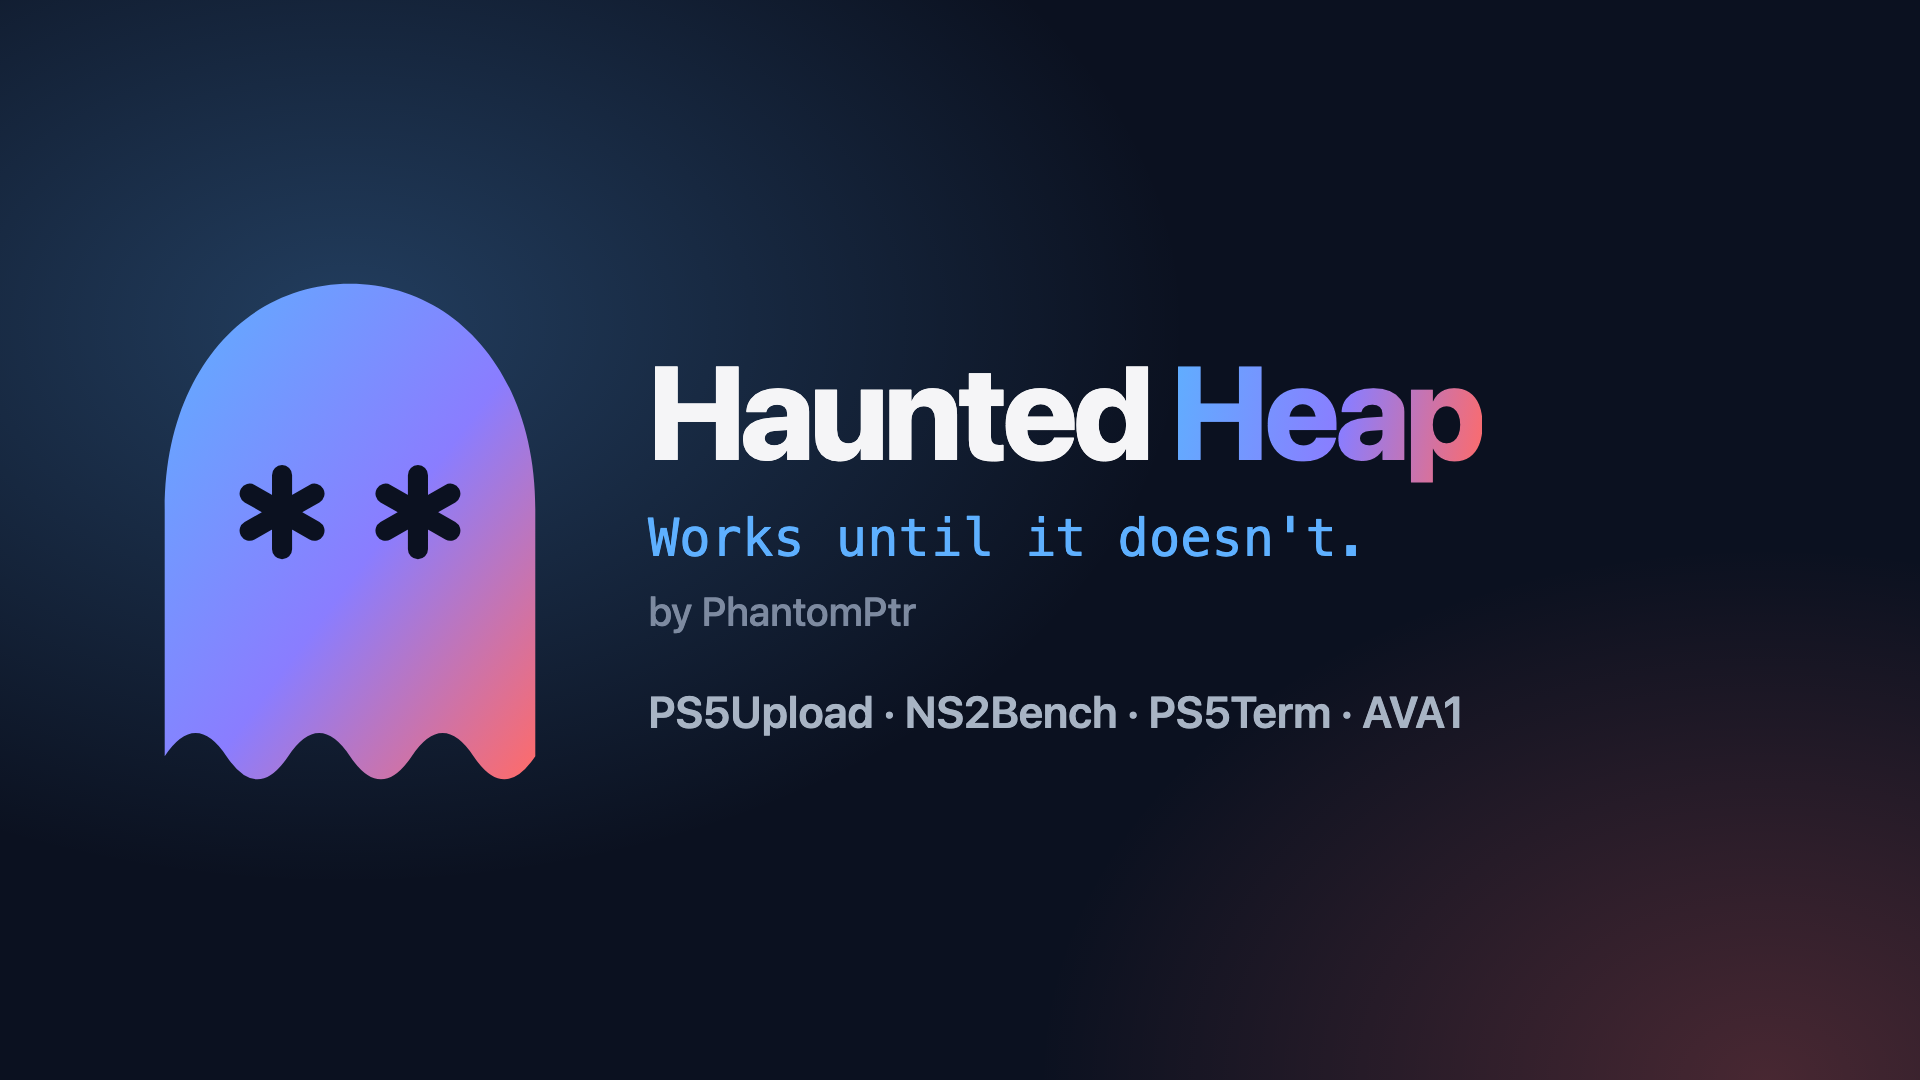 Haunted Heap
Works until it doesn't.
by PhantomPtr
PS5Upload · NS2Bench · PS5Term · AVA1